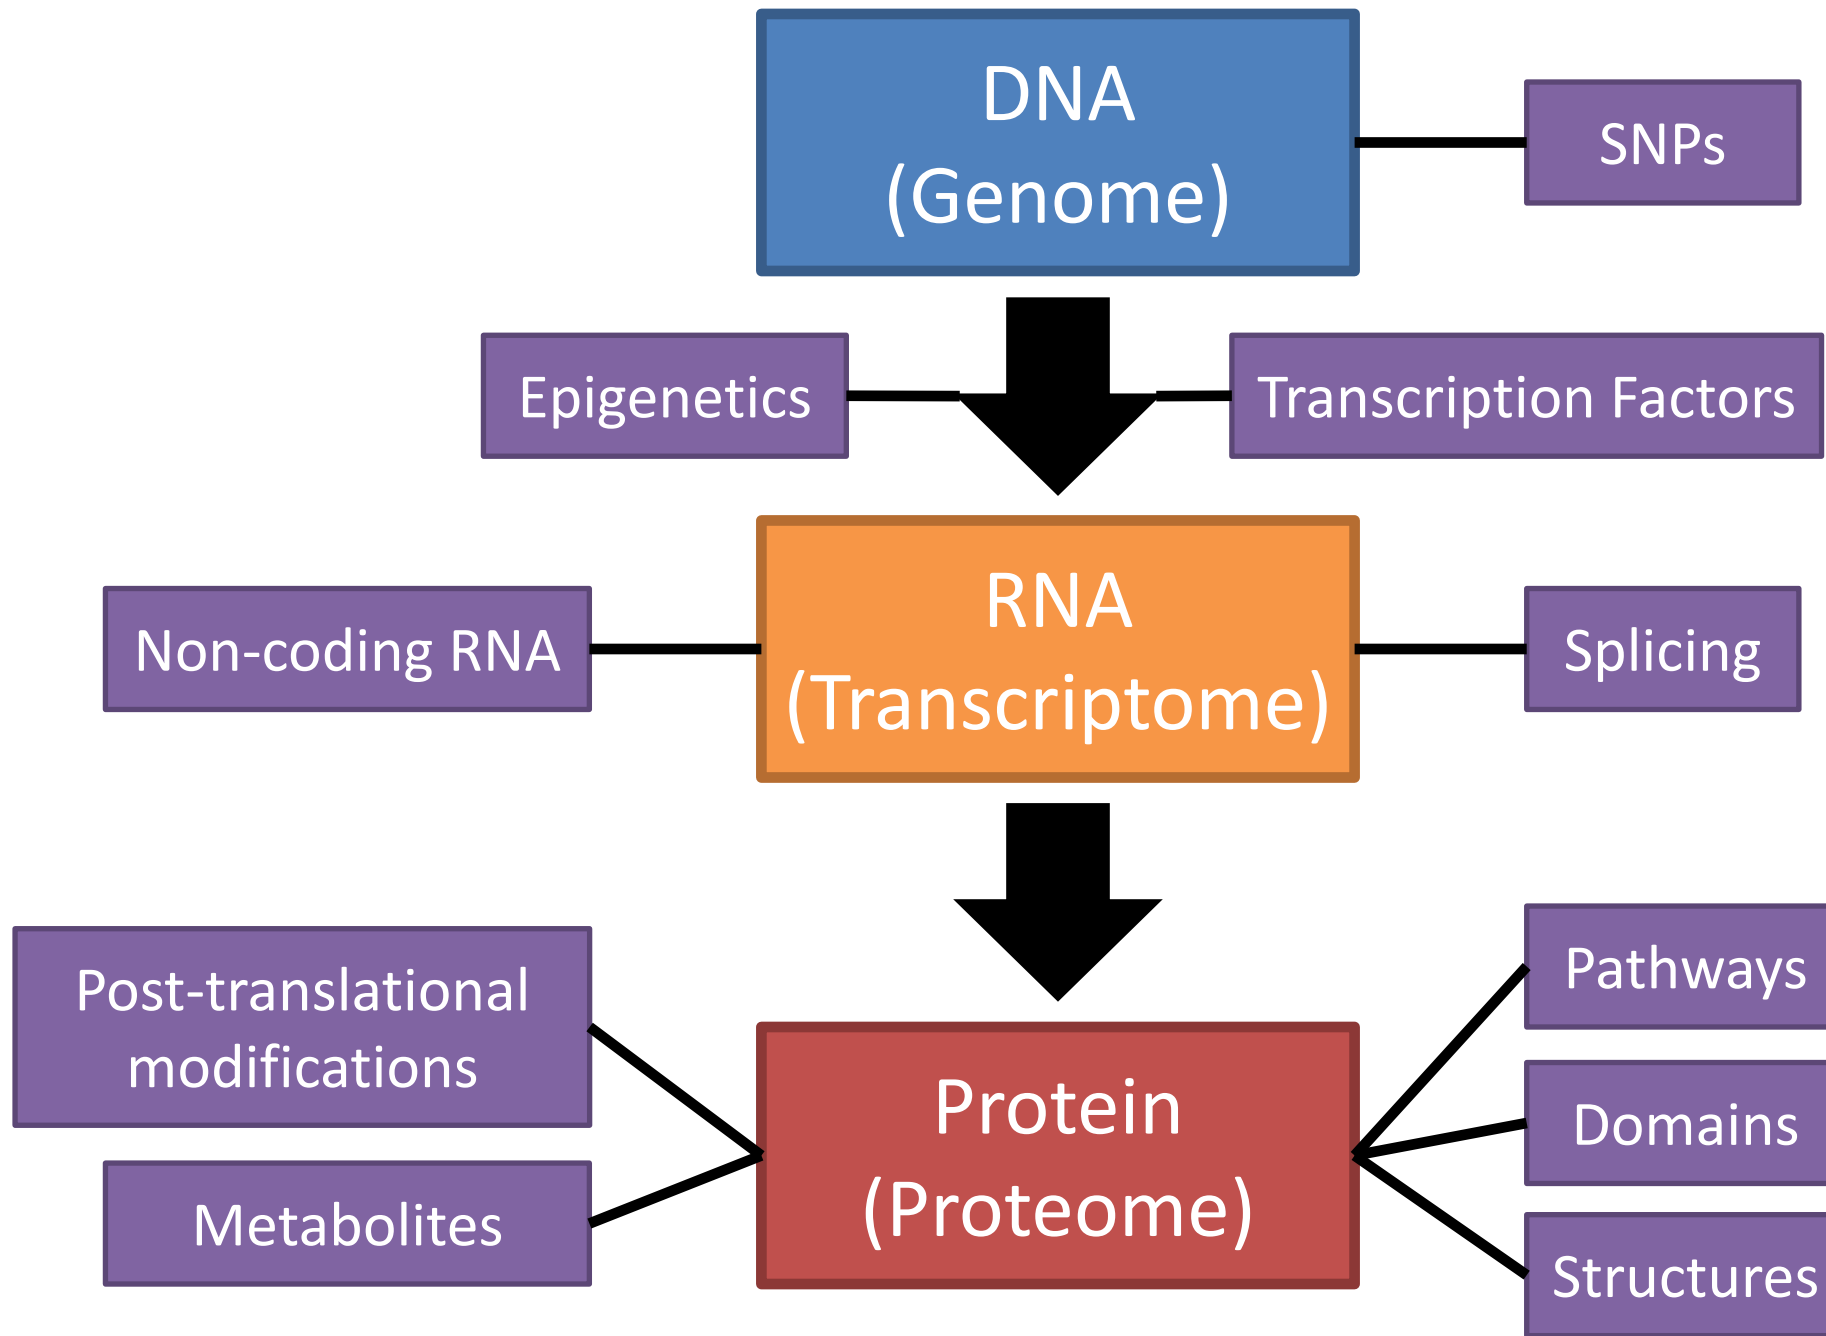 DNA
(Genome)
SNPs
Epigenetics
Transcription Factors
RNA
(Transcriptome)
Non-coding RNA
Splicing
Post-translational
modifications
Metabolites
Protein
(Proteome)
Pathways
Domains
Structures